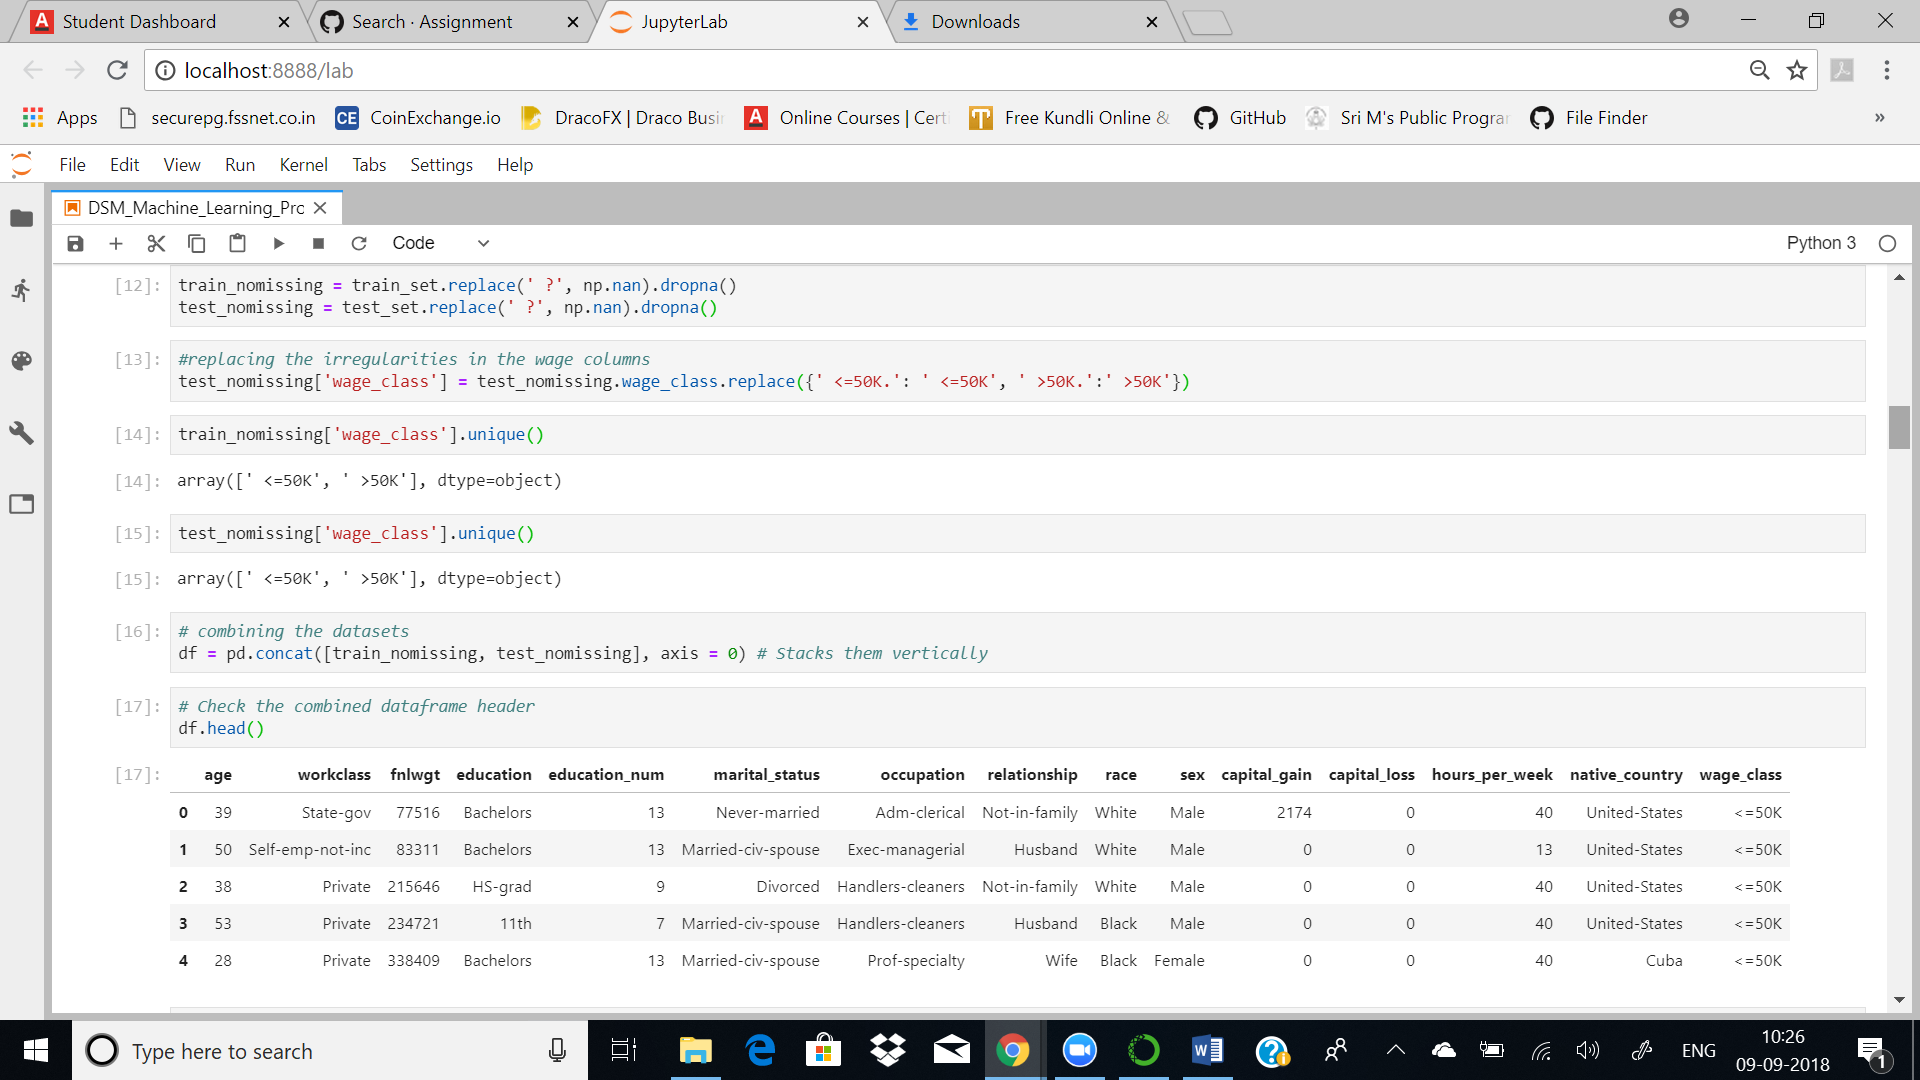 Student Dashboard
Search · Assignment
JupyterLab
Downloads
localhost:8888/lab
Apps
securepg.fssnet.co.in
CE CoinExchange.io
DracoFX | Draco Busi
Online Courses | Cert
Free Kundli Online &
GitHub
Sri M's Public Progra
File Finder
»
File Edit View Run Kernel Tabs Settings Help
DSM_Machine_Learning_Prc
Code
Python 3
[12]: train_nomissing = train_set.replace(' ?', np.nan).dropna()
test_nomissing = test_set.replace(' ?', np.nan).dropna()
[13]: #replacing the irregularities in the wage columns
test_nomissing['wage_class'] = test_nomissing.wage_class.replace({' <=50K.': ' <=50K', ' >50K.':' >50K'})
[14]: train_nomissing['wage_class'].unique()
[14]: array([' <=50K', ' >50K'], dtype=object)
[15]: test_nomissing['wage_class'].unique()
[15]: array([' <=50K', ' >50K'], dtype=object)
[16]: # combining the datasets
df = pd.concat([train_nomissing, test_nomissing], axis = 0) # Stacks them vertically
[17]: # Check the combined dataframe header
df.head()
[17]: age workclass fnlwgt education education_num marital_status occupation relationship race sex capital_gain capital_loss hours_per_week native_country wage_class
0 39 State-gov 77516 Bachelors 13 Never-married Adm-clerical Not-in-family White Male 2174 0 40 United-States <=50K
1 50 Self-emp-not-inc 83311 Bachelors 13 Married-civ-spouse Exec-managerial Husband White Male 0 0 13 United-States <=50K
2 38 Private 215646 HS-grad 9 Divorced Handlers-cleaners Not-in-family White Male 0 0 40 United-States <=50K
3 53 Private 234721 11th 7 Married-civ-spouse Handlers-cleaners Husband Black Male 0 0 40 United-States <=50K
4 28 Private 338409 Bachelors 13 Married-civ-spouse Prof-specialty Wife Black Female 0 0 40 Cuba <=50K
Type here to search
ENG
10:26
09-09-2018
1